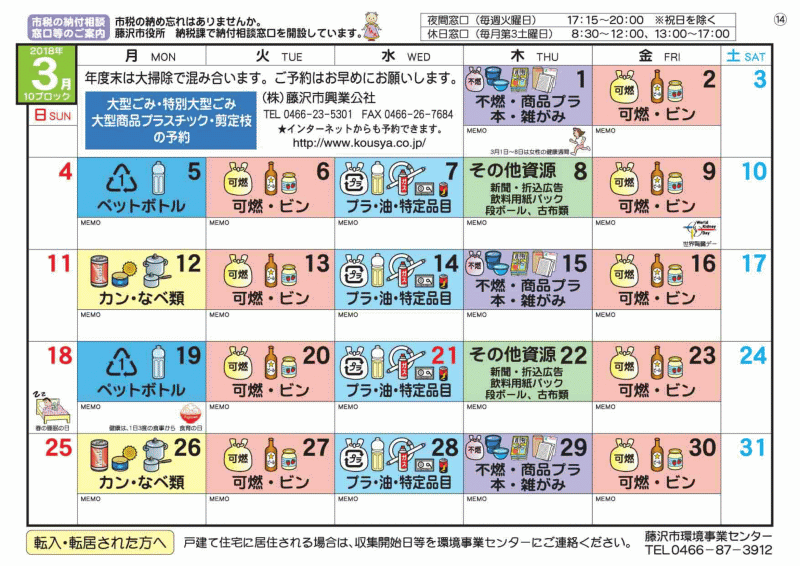 市税の納付相談
窓口等のご案内
市税の納め忘れはありませんか。
藤沢市役所 納税課で納付相談窓口を開設しています。
夜間窓口(毎週火曜日) 17:15~20:00 ※祝日を除く
休日窓口(毎月第3土曜日) 8:30~12:00、13:00~17:00
⑭
2018年
3月
10ブロック
日 SUN
月 MON
火 TUE
水 WED
木 THU
金 FRI
土 SAT
年度末は大掃除で混み合います。ご予約はお早めにお願いします。
大型ごみ・特別大型ごみ
大型商品プラスチック・剪定枝
の予約
(株)藤沢市興業公社
TEL 0466-23-5301 FAX 0466-26-7684
★インターネットからも予約できます。
http://www.kousya.co.jp/
不燃
1
不燃・商品プラ
本・雑がみ
MEMO
3月1日~8日は女性の健康週間
可燃
2
可燃・ビン
MEMO
3
4
1
5
ペットボトル
MEMO
可燃
6
可燃・ビン
MEMO
プラ
7
プラ・油・特定品目
MEMO
その他資源 8
新聞・折込広告
飲料用紙パック
段ボール、古布類
MEMO
可燃
9
可燃・ビン
MEMO
World
Kidney
Day
世界腎臓デー
10
11
12
カン・なべ類
MEMO
可燃
13
可燃・ビン
MEMO
プラ
14
プラ・油・特定品目
MEMO
不燃
15
不燃・商品プラ
本・雑がみ
MEMO
可燃
16
可燃・ビン
MEMO
17
18
春の睡眠の日
1
19
ペットボトル
MEMO
健康は、1日3食の食事から 食育の日
可燃
20
可燃・ビン
MEMO
プラ
21
プラ・油・特定品目
MEMO
その他資源 22
新聞・折込広告
飲料用紙パック
段ボール、古布類
MEMO
可燃
23
可燃・ビン
MEMO
24
25
26
カン・なべ類
MEMO
可燃
27
可燃・ビン
MEMO
プラ
28
プラ・油・特定品目
MEMO
不燃
29
不燃・商品プラ
本・雑がみ
MEMO
可燃
30
可燃・ビン
MEMO
31
転入・転居された方へ
戸建て住宅に居住される場合は、収集開始日等を環境事業センターにご連絡ください。
藤沢市環境事業センター
TEL0466-87-3912